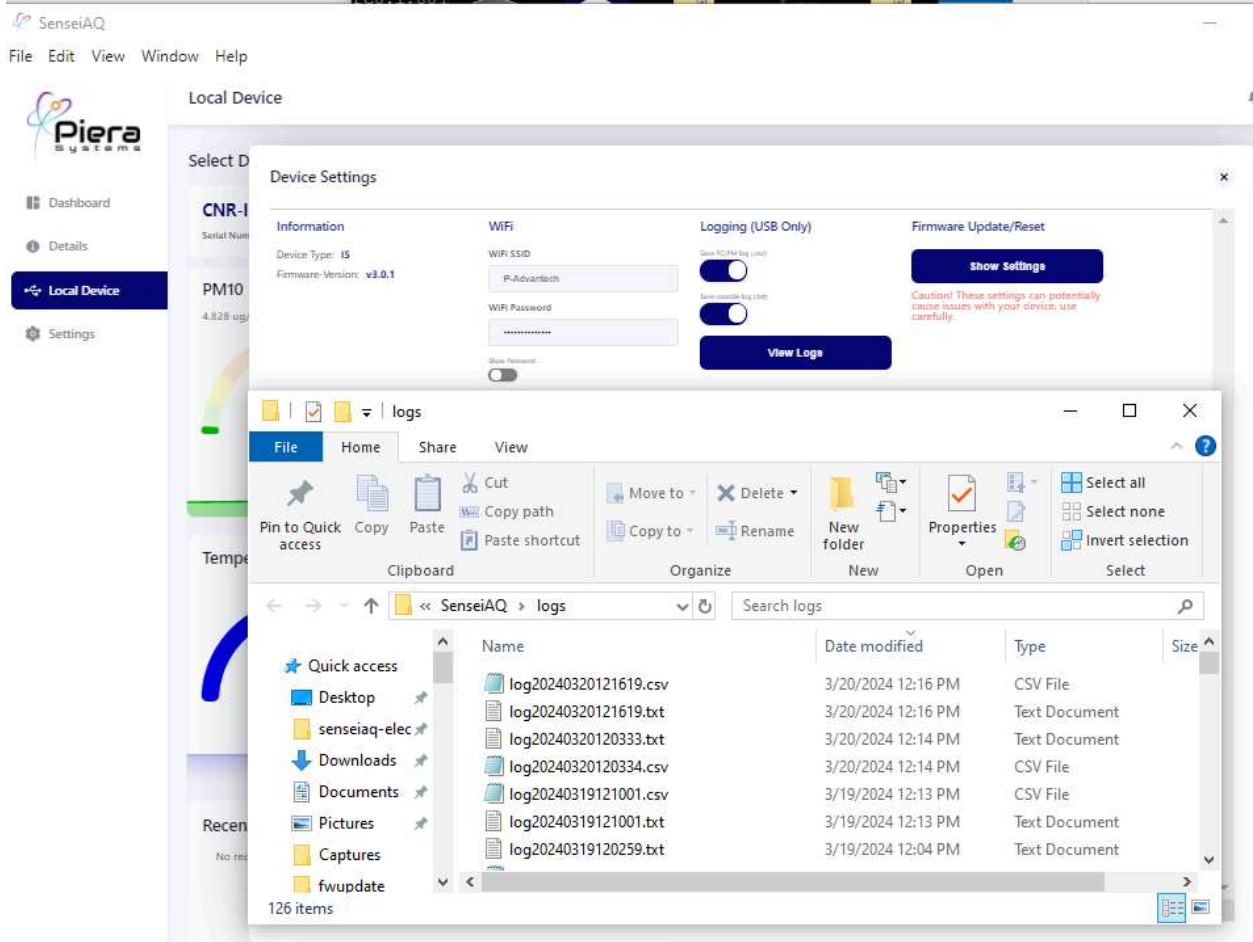 SenseiAQ
File Edit View Window Help
Piera
Systems
Local Device
Select D
Dashboard
Details
Local Device
Settings
CNR-I
Serial Num
PM10
4.828 ug/
Tempe
Recen
No rec
Device Settings
×
Information
Device Type: IS
Firmware-Version: v3.0.1
WiFi
WiFi SSID
P-Advantech
WiFi Password
Show Password
Logging (USB Only)
View Logs
Firmware Update/Reset
Show Settings
Caution! These settings can potentially
cause issues with your device, use
carefully.
logs
File Home Share View
Pin to Quick
access
Copy
Paste
Cut
Copy path
Paste shortcut
Clipboard
Move to
Copy to
Delete
Rename
Organize
New
folder
New
Properties
Open
Select all
Select none
Invert selection
Select
« SenseiAQ › logs
Search logs
Quick access
Desktop
senseiaq-elec
Downloads
Documents
Pictures
Captures
fwupdate
Name Date modified Type Size
log20240320121619.csv 3/20/2024 12:16 PM CSV File
log20240320121619.txt 3/20/2024 12:16 PM Text Document
log20240320120333.txt 3/20/2024 12:14 PM Text Document
log20240320120334.csv 3/20/2024 12:14 PM CSV File
log20240319121001.csv 3/19/2024 12:13 PM CSV File
log20240319121001.txt 3/19/2024 12:13 PM Text Document
log20240319120259.txt 3/19/2024 12:04 PM Text Document
126 items